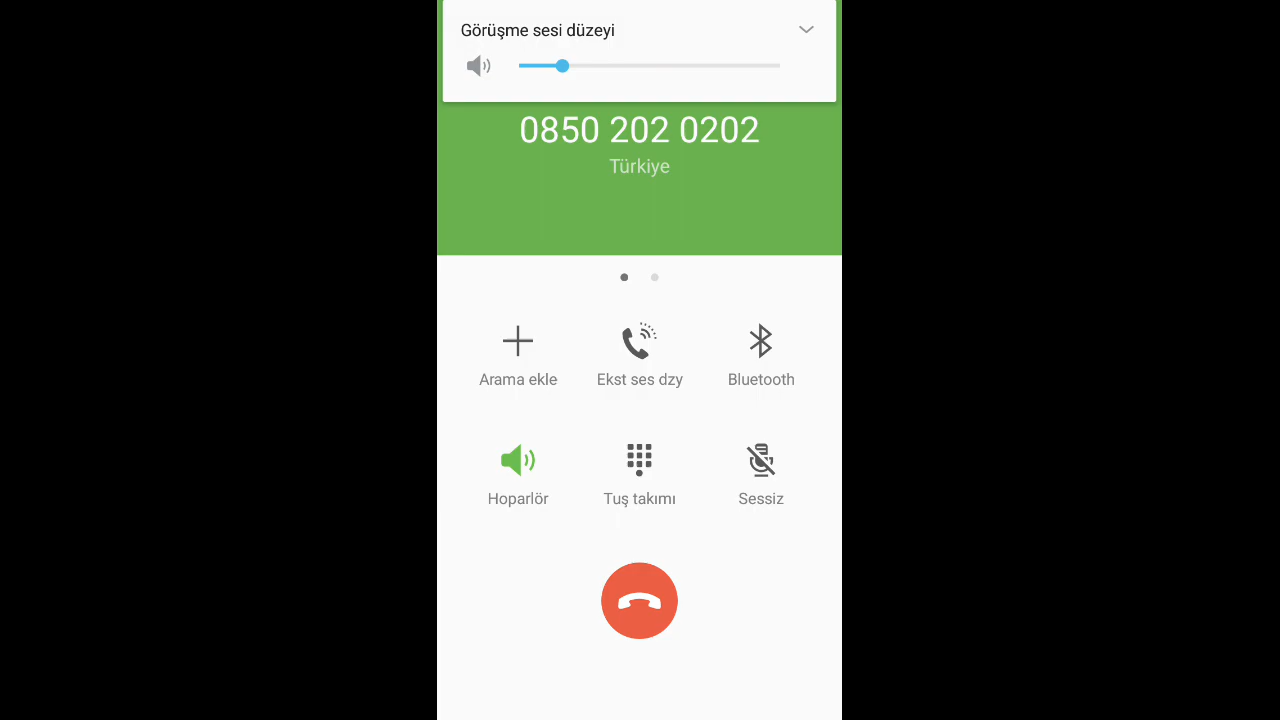 Görüşme sesi düzeyi
0850 202 0202
Türkiye
Arama ekle
Ekst ses dzy
Bluetooth
Hoparlör
Tuş takımı
Sessiz